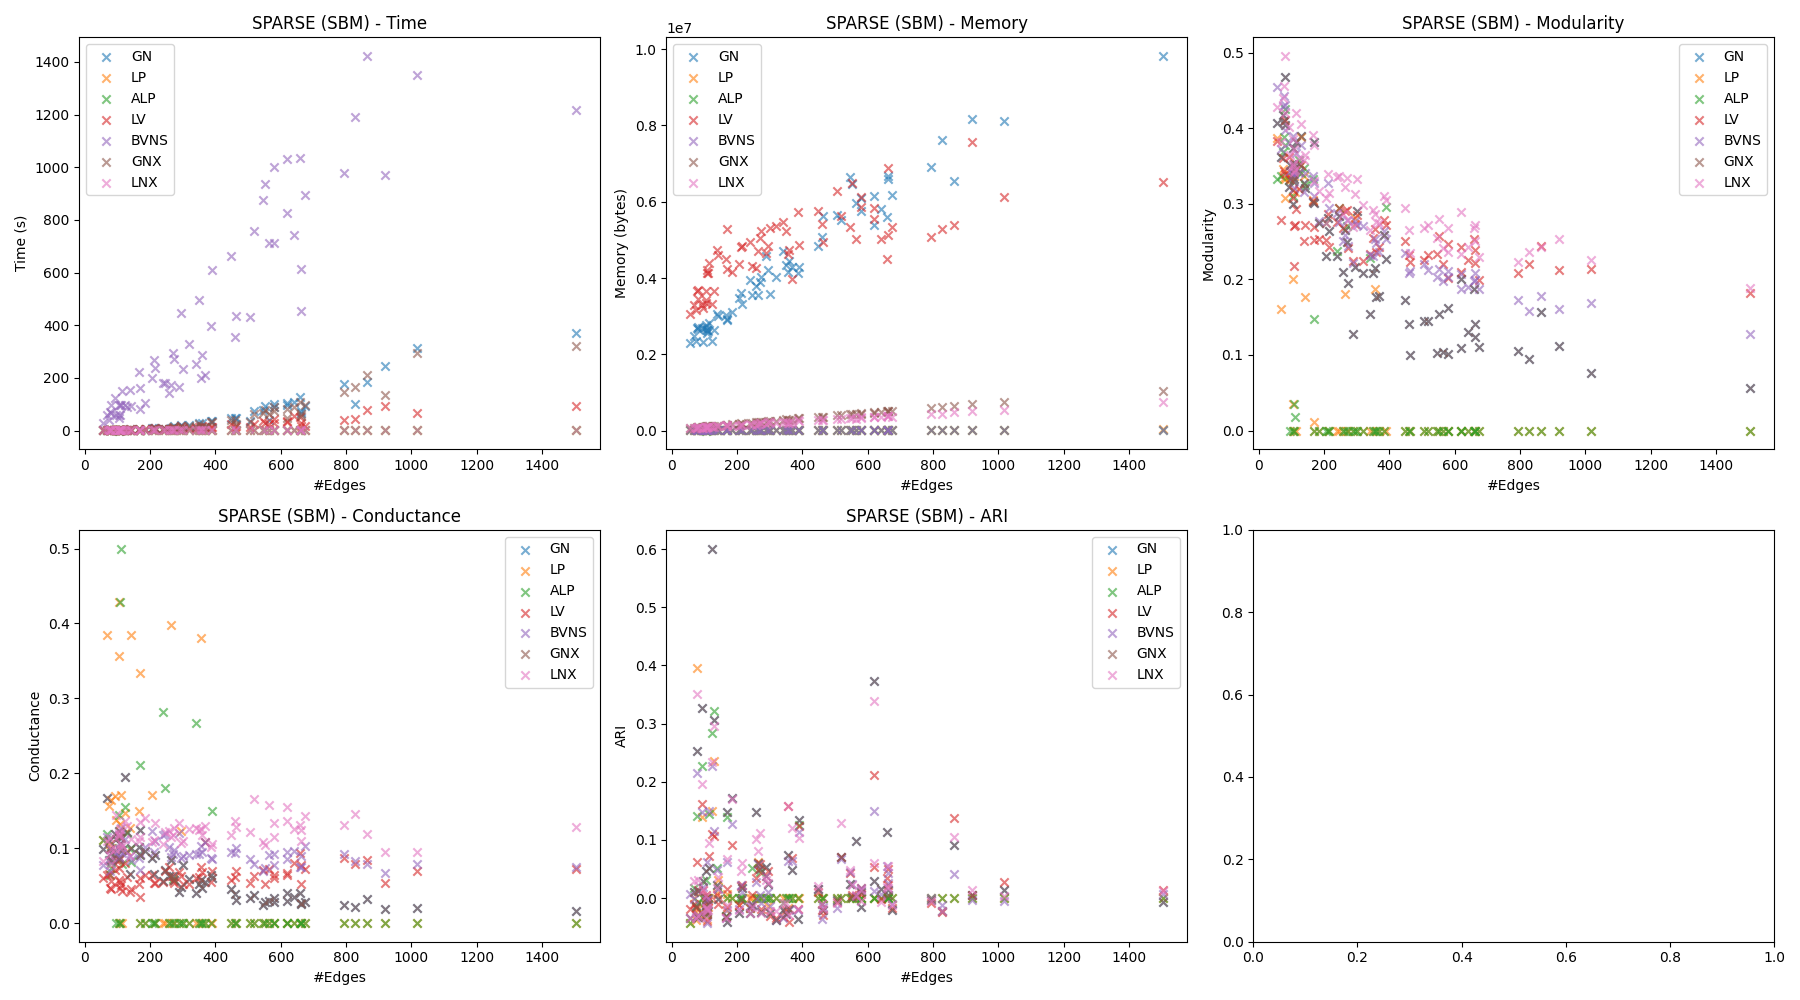 SPARSE (SBM) - Time
Time (s)
1400
1200
1000
800
600
400
200
0
0 200 400 600 800 1000 1200 1400
#Edges
GN
LP
ALP
LV
BVNS
GNX
LNX
SPARSE (SBM) - Memory
1e7
Memory (bytes)
1.0
0.8
0.6
0.4
0.2
0.0
0 200 400 600 800 1000 1200 1400
#Edges
GN
LP
ALP
LV
BVNS
GNX
LNX
SPARSE (SBM) - Modularity
Modularity
0.5
0.4
0.3
0.2
0.1
0.0
0 200 400 600 800 1000 1200 1400
#Edges
GN
LP
ALP
LV
BVNS
GNX
LNX
SPARSE (SBM) - Conductance
Conductance
0.5
0.4
0.3
0.2
0.1
0.0
0 200 400 600 800 1000 1200 1400
#Edges
GN
LP
ALP
LV
BVNS
GNX
LNX
SPARSE (SBM) - ARI
ARI
0.6
0.5
0.4
0.3
0.2
0.1
0.0
0 200 400 600 800 1000 1200 1400
#Edges
GN
LP
ALP
LV
BVNS
GNX
LNX
1.0
0.8
0.6
0.4
0.2
0.0
0.0 0.2 0.4 0.6 0.8 1.0